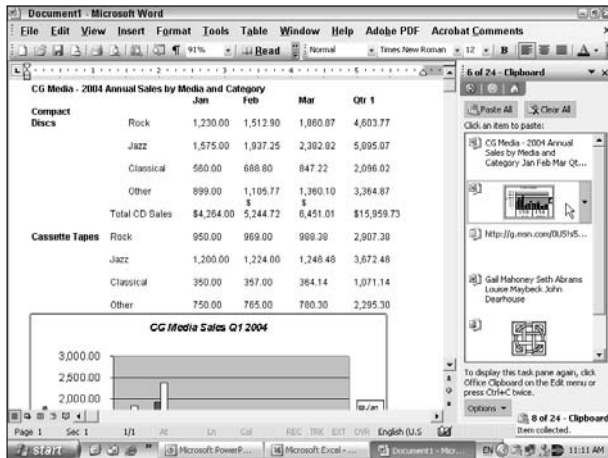 Document1 - Microsoft Word
File Edit View Insert Format Tools Table Window Help Adobe PDF Acrobat Comments
91% Read Normal Times New Roman 12 B A
6 of 24 - Clipboard
Paste All Clear All
Click an item to paste:
CG Media - 2004 Annual
Sales by Media and
Category Jan Feb Mar Qt...
http://g.msn.com/0US!s5...
Gail Mahoney Seth Abrams
Louise Maybeck John
Dearhouse
To display this task pane again, click
Office Clipboard on the Edit menu or
press Ctrl+C twice.
Options
CG Media - 2004 Annual Sales by Media and Category
Jan Feb Mar Qtr 1
Compact
Discs Rock 1,230.00 1,512.90 1,860.87 4,603.77
Jazz 1,575.00 1,937.25 2,382.82 5,895.07
Classical 560.00 688.80 847.22 2,096.02
Other 899.00 1,105.77 1,360.10 3,364.87
$ $
Total CD Sales $4,264.00 5,244.72 6,451.01 $15,959.73
Cassette Tapes Rock 950.00 969.00 988.38 2,907.38
Jazz 1,200.00 1,224.00 1,248.48 3,672.48
Classical 350.00 357.00 364.14 1,071.14
Other 750.00 765.00 780.30 2,295.30
CG Media Sales Q1 2004
3,000.00
2,500.00
2,000.00
8 of 24 - Clipboard
Item collected.
Page 1 Sec 1 1/1 At Ln Col REC TRK EXT OVR English (U.S
start Microsoft PowerP... Microsoft Excel - ... Document1 - Micr... EN 11:11 AM